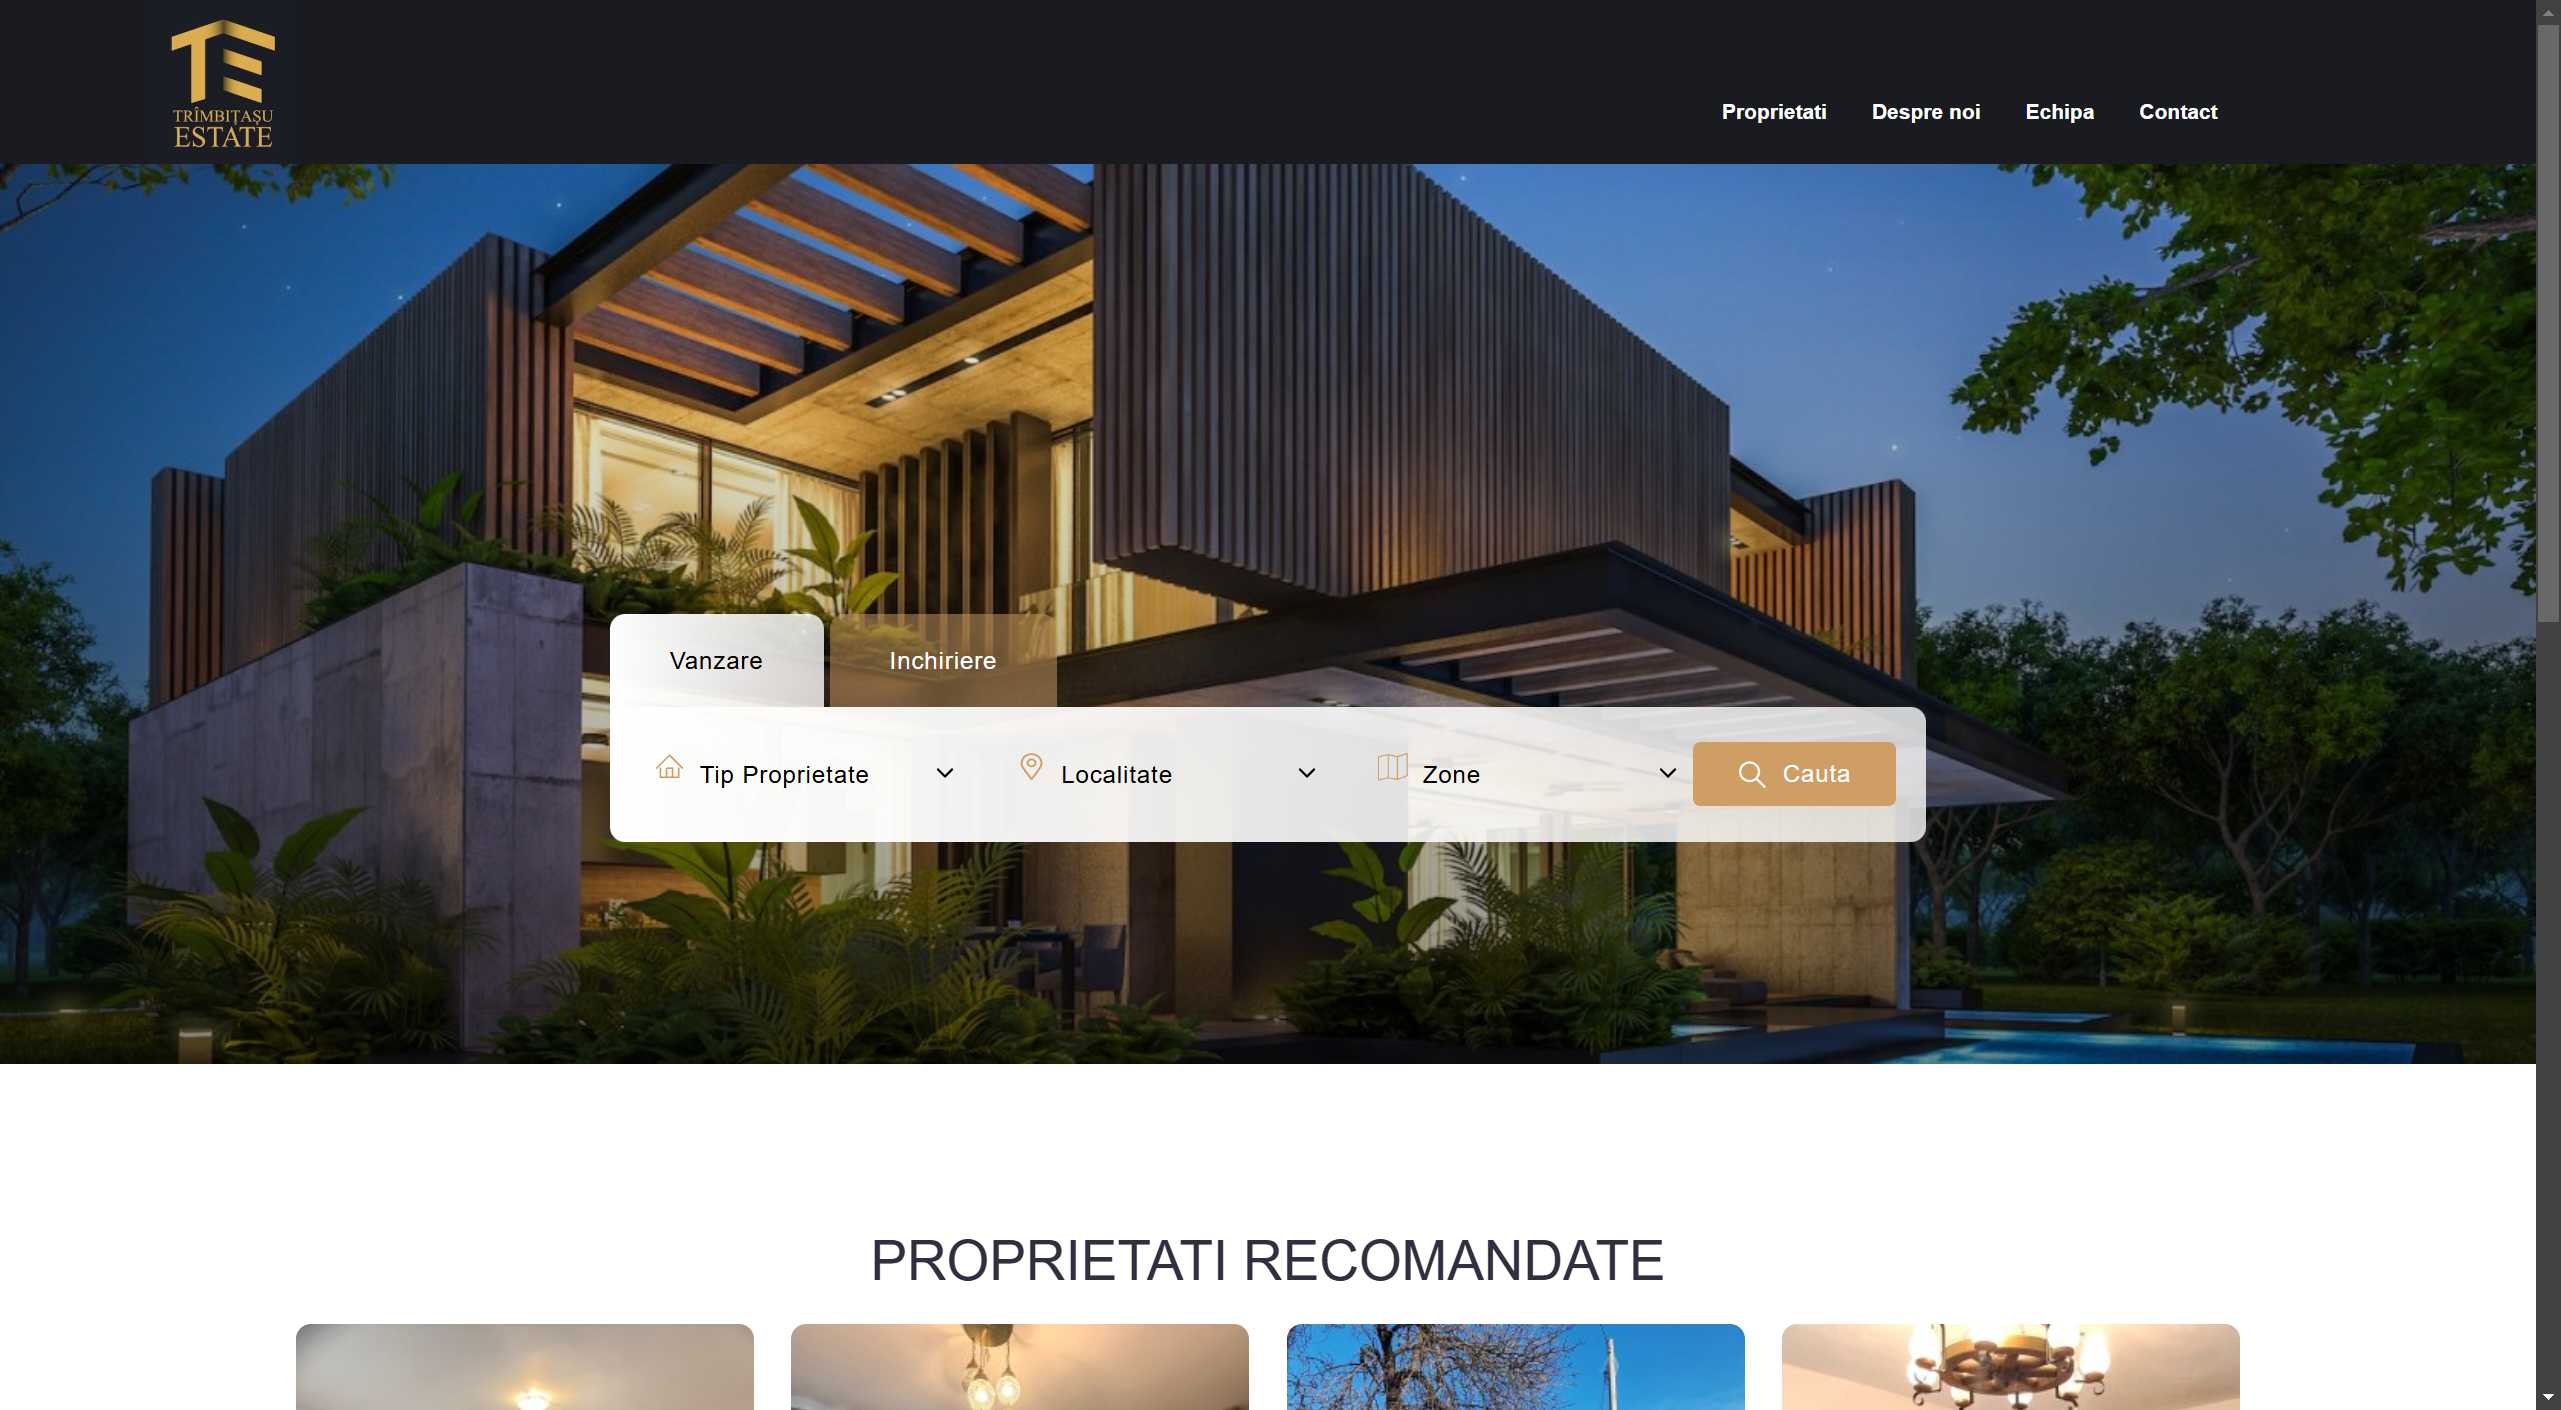 TRÎMBIȚAȘU
ESTATE
Proprietati
Despre noi
Echipa
Contact
Vanzare
Inchiriere
Tip Proprietate
Localitate
Zone
Cauta
PROPRIETATI RECOMANDATE